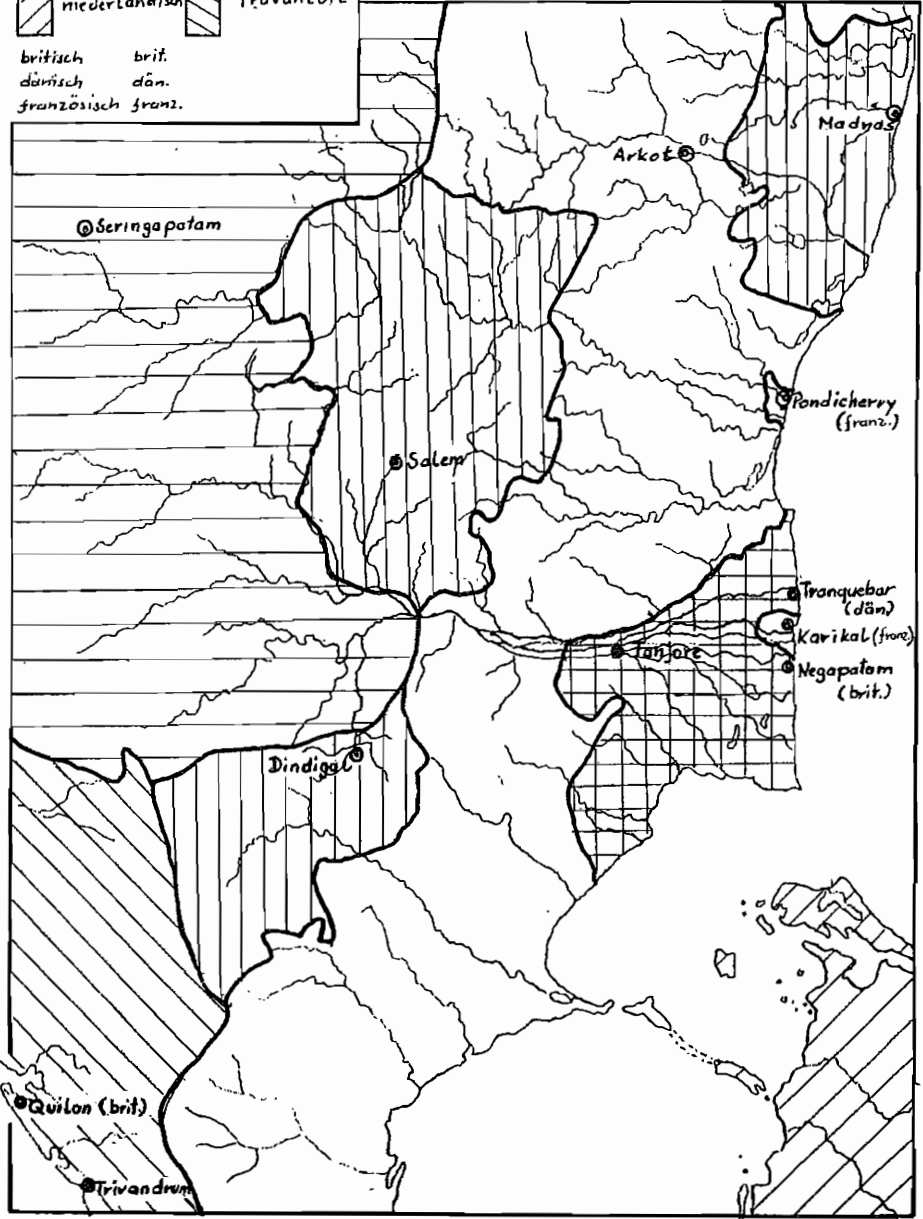 niederländisch Travancore
britisch brit.
dänisch dän.
französisch franz.
Madras
Arkot
Seringapatam
Pondicherry
(franz.)
Salem
Tranquebar
(dän)
Karikal (franz.)
Tanjore
Negapatam
(brit.)
Dindigal
Quilon (brit.)
Trivandrum